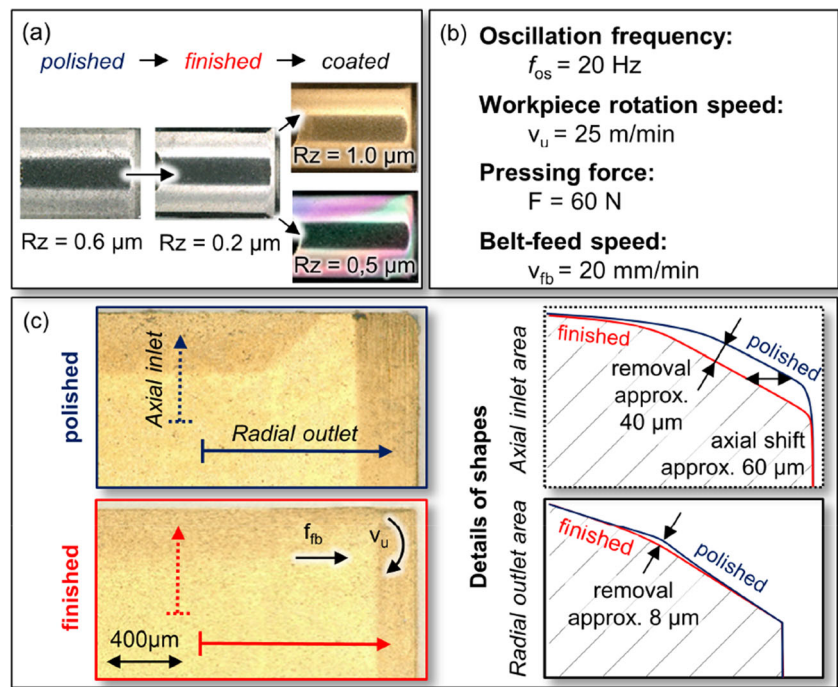 (a)
polished → finished → coated
Rz = 0.6 µm
Rz = 0.2 µm
Rz = 1.0 µm
Rz = 0,5 µm
(b)
Oscillation frequency:
fos = 20 Hz
Workpiece rotation speed:
vu = 25 m/min
Pressing force:
F = 60 N
Belt-feed speed:
vfb = 20 mm/min
(c)
polished
Axial inlet
Radial outlet
finished
400µm
ffb
vu
Details of shapes
Axial inlet area
finished
polished
removal
approx.
40 µm
axial shift
approx. 60 µm
Radial outlet area
finished
polished
removal
approx. 8 µm